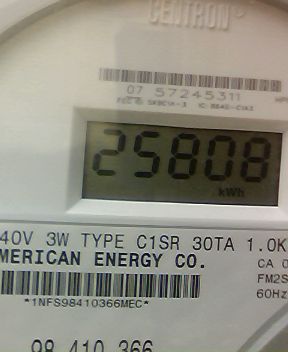 CENTRON
07 57245311
25808
kWh
40V 3W TYPE C1SR 30TA 1.0K
MERICAN ENERGY CO.
CA 0
FM2S
60Hz
*1NFS98410366MEC*
98 410 366